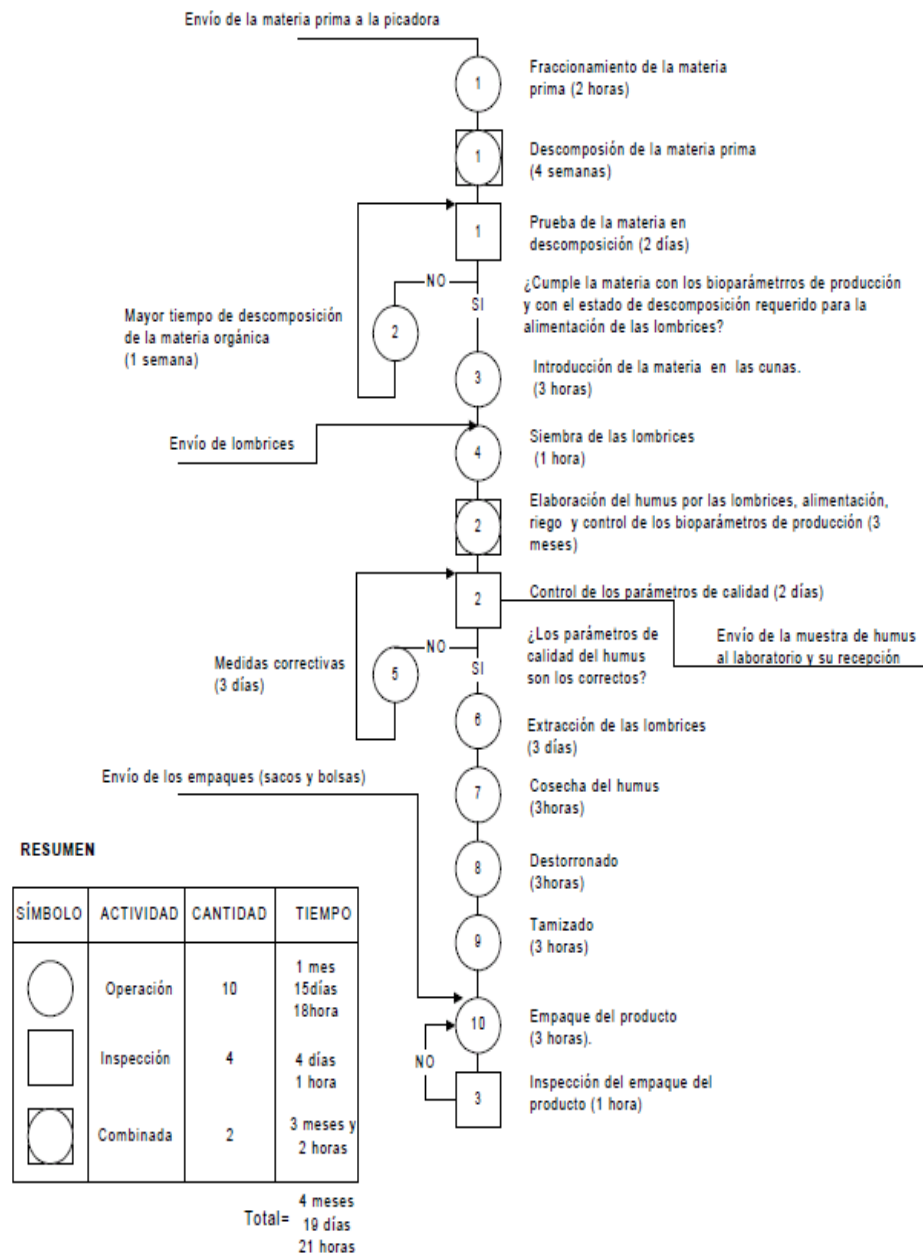 Envío de la materia prima a la picadora
1
Fraccionamiento de la materia
prima (2 horas)
1
Descomposión de la materia prima
(4 semanas)
1
Prueba de la materia en
descomposición (2 días)
NO
SI
¿Cumple la materia con los bioparámetrros de producción
y con el estado de descomposición requerido para la
alimentación de las lombrices?
Mayor tiempo de descomposición
de la materia orgánica
(1 semana)
2
3
Introducción de la materia en las cunas.
(3 horas)
Envío de lombrices
4
Siembra de las lombrices
(1 hora)
2
Elaboración del humus por las lombrices, alimentación,
riego y control de los bioparámetros de producción (3
meses)
2
Control de los parámetros de calidad (2 días)
NO
SI
¿Los parámetros de
calidad del humus
son los correctos?
Envío de la muestra de humus
al laboratorio y su recepción
Medidas correctivas
(3 días)
5
6
Extracción de las lombrices
(3 días)
Envío de los empaques (sacos y bolsas)
7
Cosecha del humus
(3horas)
8
Destorronado
(3horas)
9
Tamizado
(3 horas)
10
Empaque del producto
(3 horas).
NO
3
Inspección del empaque del
producto (1 hora)
RESUMEN
SÍMBOLO ACTIVIDAD CANTIDAD TIEMPO
Operación 10 1 mes
15días
18hora
Inspección 4 4 días
1 hora
Combinada 2 3 meses y
2 horas
Total= 4 meses
19 días
21 horas